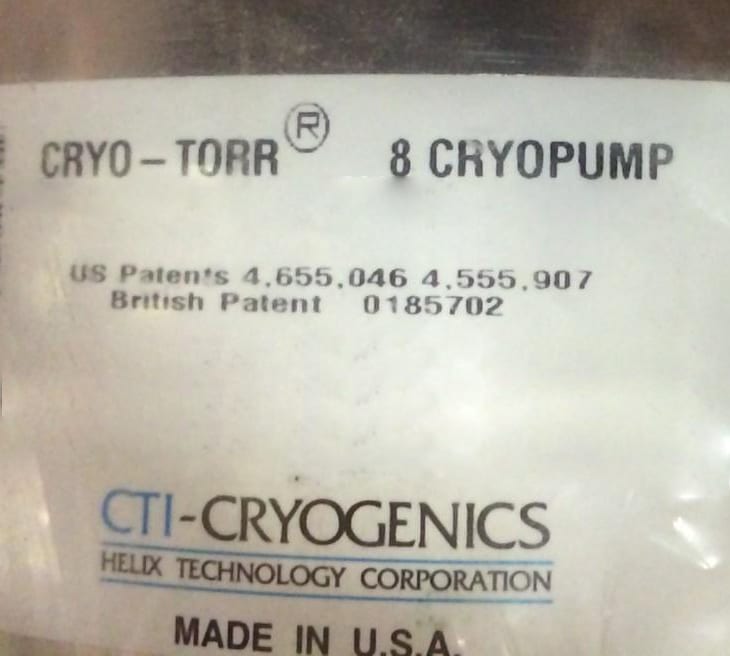 CRYO-TORR® 8 CRYOPUMP
US Patents 4,655,046 4,555,907
British Patent 0185702
CTI-CRYOGENICS
HELIX TECHNOLOGY CORPORATION
MADE IN U.S.A.